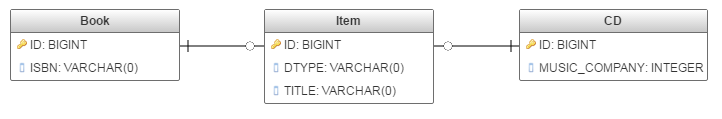 Book
ID: BIGINT
ISBN: VARCHAR(0)
Item
ID: BIGINT
DTYPE: VARCHAR(0)
TITLE: VARCHAR(0)
CD
ID: BIGINT
MUSIC_COMPANY: INTEGER